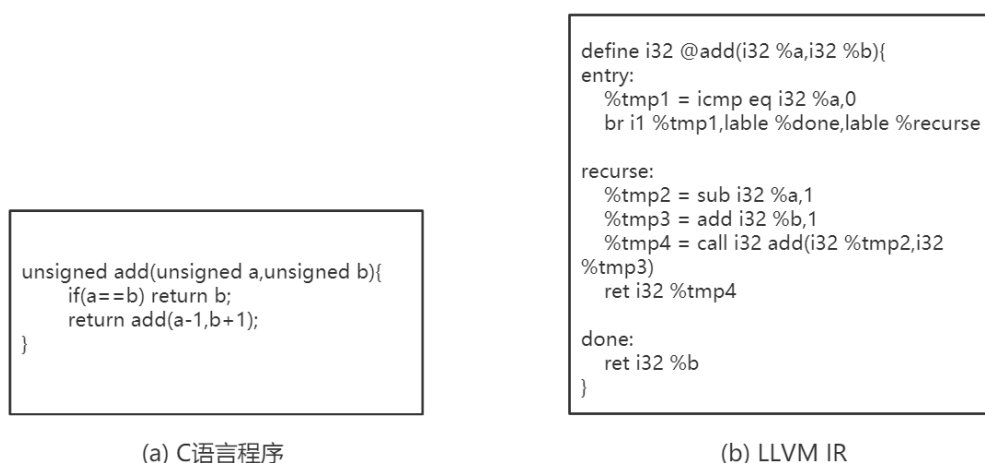 unsigned add(unsigned a,unsigned b){
if(a==b) return b;
return add(a-1,b+1);
}
(a) C语言程序
define i32 @add(i32 %a,i32 %b){
entry:
%tmp1 = icmp eq i32 %a,0
br i1 %tmp1,lable %done,lable %recurse
recurse:
%tmp2 = sub i32 %a,1
%tmp3 = add i32 %b,1
%tmp4 = call i32 add(i32 %tmp2,i32
%tmp3)
ret i32 %tmp4
done:
ret i32 %b
}
(b) LLVM IR